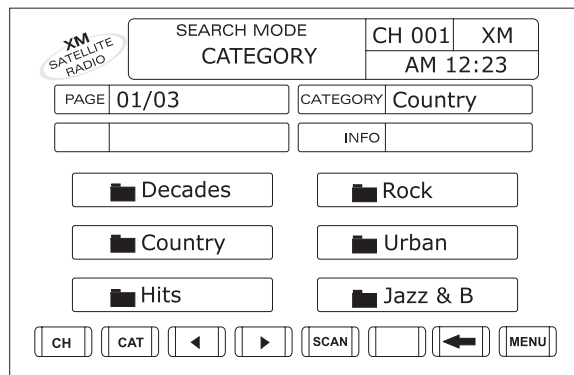 XM
SATELLITE
RADIO
SEARCH MODE
CATEGORY
CH 001 XM
AM 12:23
PAGE 01/03 CATEGORY Country
INFO
Decades Rock
Country Urban
Hits Jazz & B
CH CAT SCAN MENU